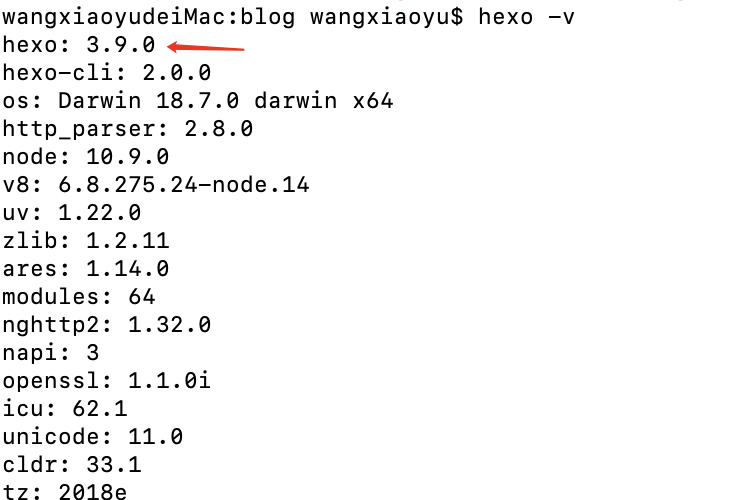 wangxiaoyudeiMac:blog wangxiaoyu$ hexo -v
hexo: 3.9.0
hexo-cli: 2.0.0
os: Darwin 18.7.0 darwin x64
http_parser: 2.8.0
node: 10.9.0
v8: 6.8.275.24-node.14
uv: 1.22.0
zlib: 1.2.11
ares: 1.14.0
modules: 64
nghttp2: 1.32.0
napi: 3
openssl: 1.1.0i
icu: 62.1
unicode: 11.0
cldr: 33.1
tz: 2018e